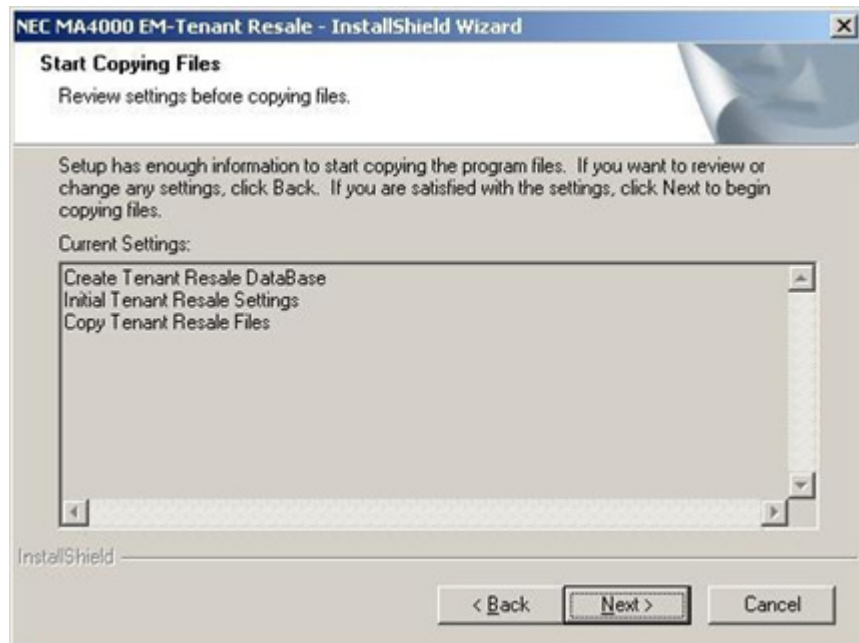 NEC MA4000 EM-Tenant Resale - InstallShield Wizard
Start Copying Files
Review settings before copying files.
Setup has enough information to start copying the program files. If you want to review or
change any settings, click Back. If you are satisfied with the settings, click Next to begin
copying files.
Current Settings:
Create Tenant Resale DataBase
Initial Tenant Resale Settings
Copy Tenant Resale Files
InstallShield
< Back
Next >
Cancel